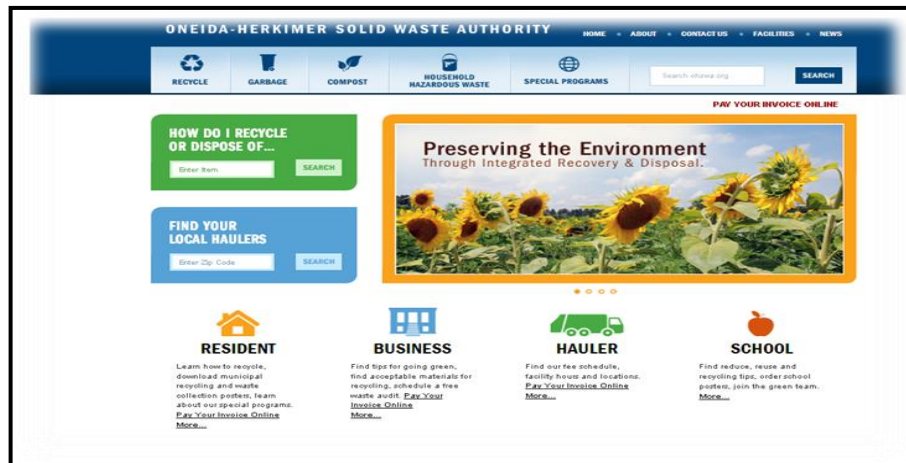 ONEIDA-HERKIMER SOLID WASTE AUTHORITY
HOME ABOUT CONTACT US FACILITIES NEWS
RECYCLE
GARBAGE
COMPOST
HOUSEHOLD
HAZARDOUS WASTE
SPECIAL PROGRAMS
Search ohswa.org
SEARCH
PAY YOUR INVOICE ONLINE
HOW DO I RECYCLE
OR DISPOSE OF...
Enter Item
SEARCH
FIND YOUR
LOCAL HAULERS
Enter Zip Code
SEARCH
Preserving the Environment
Through Integrated Recovery & Disposal.
RESIDENT
Learn how to recycle,
download municipal
recycling and waste
collection posters, learn
about our special programs.
Pay Your Invoice Online
More...
BUSINESS
Find tips for going green,
find acceptable materials for
recycling, schedule a free
waste audit. Pay Your
Invoice Online
More...
HAULER
Find our fee schedule,
facility hours and locations.
Pay Your Invoice Online
More...
SCHOOL
Find reduce, reuse and
recycling tips, order school
posters, join the green team.
More...